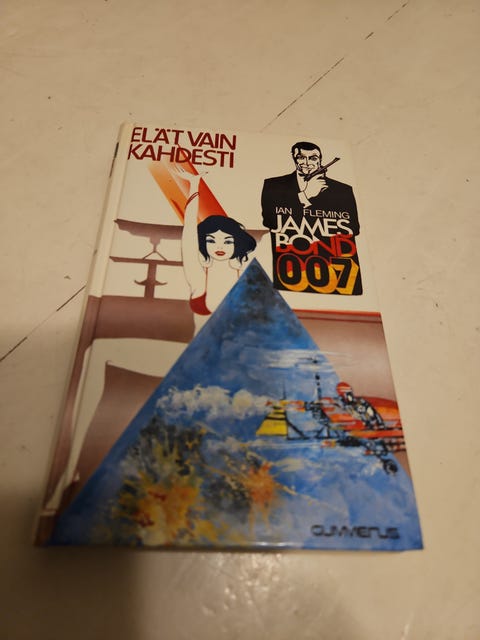 ELÄT VAIN
KAHDESTI
IAN FLEMING
JAMES
BOND
007
GUMMERUS